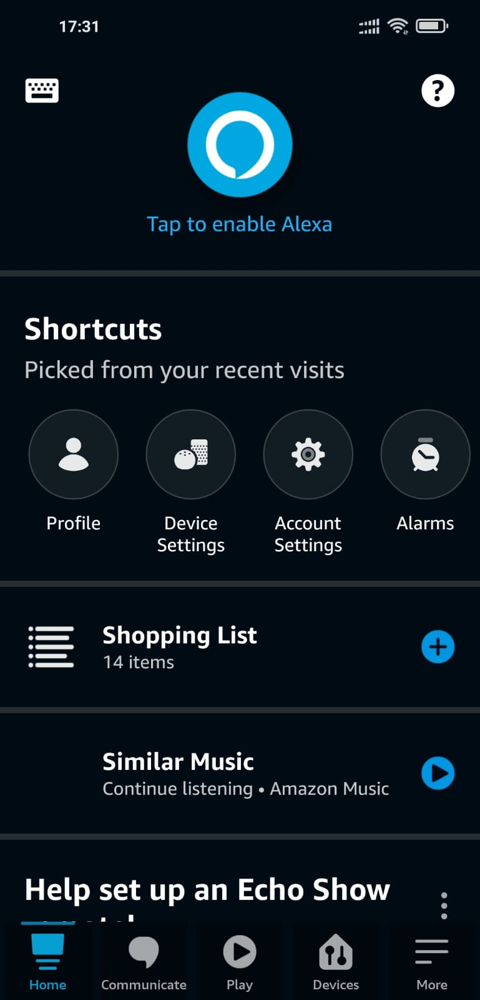 17:31
?
Tap to enable Alexa
Shortcuts
Picked from your recent visits
Profile
Device Settings
Account Settings
Alarms
Shopping List
14 items
Similar Music
Continue listening • Amazon Music
Help set up an Echo Show
Home
Communicate
Play
Devices
More